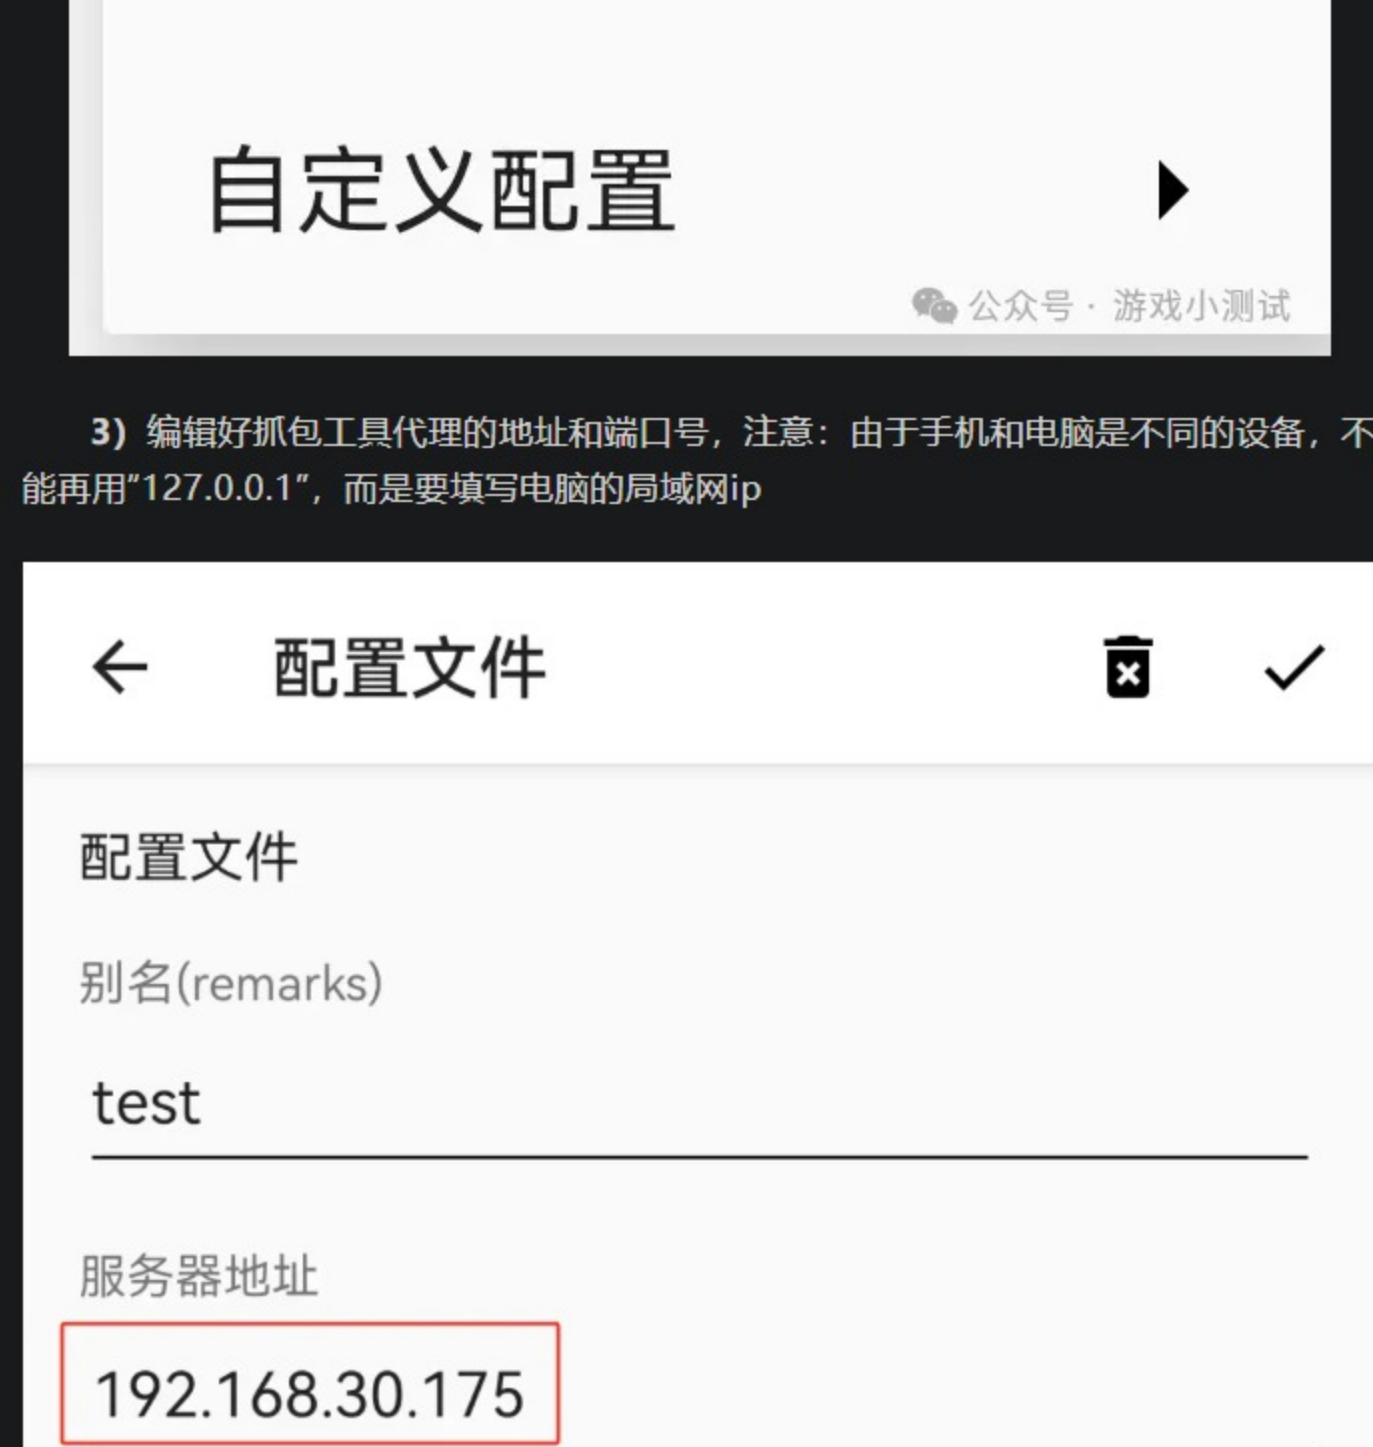 自定义配置
公众号 · 游戏小测试
3）编辑好抓包工具代理的地址和端口号，注意：由于手机和电脑是不同的设备，不
能再用“127.0.0.1”，而是要填写电脑的局域网ip
配置文件
配置文件
别名(remarks)
test
服务器地址
192.168.30.175